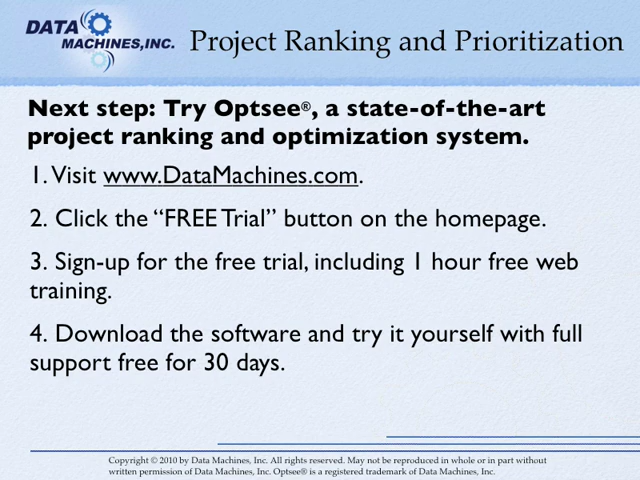 DATA
MACHINES, INC.
Project Ranking and Prioritization
Next step: Try Optsee®, a state-of-the-art
project ranking and optimization system.
1. Visit www.DataMachines.com.
2. Click the “FREE Trial” button on the homepage.
3. Sign-up for the free trial, including 1 hour free web
training.
4. Download the software and try it yourself with full
support free for 30 days.
Copyright © 2010 by Data Machines, Inc. All rights reserved. May not be reproduced in whole or in part without
written permission of Data Machines, Inc. Optsee® is a registered trademark of Data Machines, Inc.